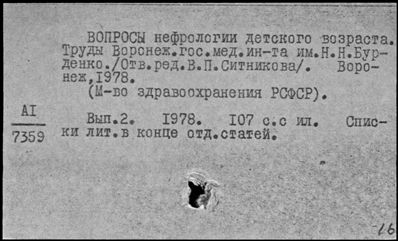 ВОПРОСЫ нефрологии детского возраста.
Труды Воронеж.гос.мед.ин-та им.Н.Н.Бур-
денко./Отв.ред.В.П.Ситникова/. Воро-
неж,1978.
(М-во здравоохранения РСФСР).
AI
7359
Вып.2. 1978. 107 с.с ил. Спис-
ки лит.в конце отд.статей.
16